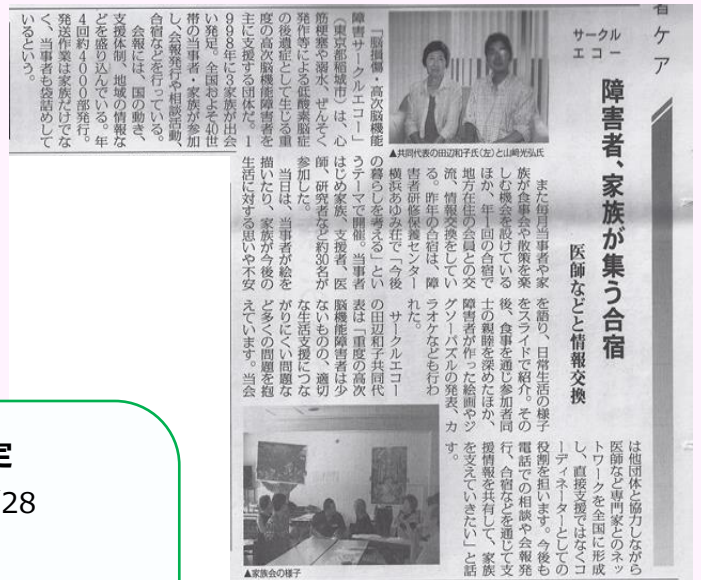 者ケア
サークル
エコー
障害者、家族が集う合宿
医師などと情報交換
▲共同代表の田辺和子氏(左)と山﨑光弘氏
「脳損傷・高次脳機能
障害サークルエコー」
(東京都稲城市)は、心
筋梗塞や溺水、ぜんそく
発作等による低酸素脳症
の後遺症として生じる重
度の高次脳機能障害者を
主に支援する団体だ。1
998年に3家族が出会
い発足。全国およそ40世
帯の当事者・家族が参加
し、会報発行や相談活動、
合宿などを行っている。
会報には、国の動き、
支援体制、地域の情報な
どを盛り込んでいる。年
4回約4000部発行。
発送作業は家族だけでな
く、当事者も袋詰めして
いるという。
また毎月当事者や家
族が食事会や散策を楽
しむ機会を設けている
ほか、年1回の合宿で
地方在住の会員との交
流、情報交換をしてい
る。昨年の合宿は、障
害者研修保養センター
横浜あゆみ荘で「今後
の暮らしを考える」とい
うテーマで開催。当事者
はじめ家族、支援者、医
師、研究者など約30名が
参加した。
当日は、当事者が絵を
描いたり、家族が今後の
生活に対する思いや不安
を語り、日常生活の様子
をスライドで紹介。その
後、食事を通じ参加者同
士の親睦を深めたほか、
障害者が作った絵画やジ
グソーパズルの発表、カ
ラオケなども行わ
れた。
サークルエコー
の田辺和子共同代
表は「重度の高次
脳機能障害者は少
ないものの、適切
な生活支援につな
がりにくい問題な
ど多くの問題を抱
えています。当会
は他団体と協力しながら
医師など専門家とのネッ
トワークを全国に形成
し、直接支援ではなくコ
ーディネーターとしての
役割を担います。今後も
電話での相談や会報発
行、合宿などを通じて支
援情報を共有して、家族
を支えていきたい」と話
す。
▲家族会の様子
定
28